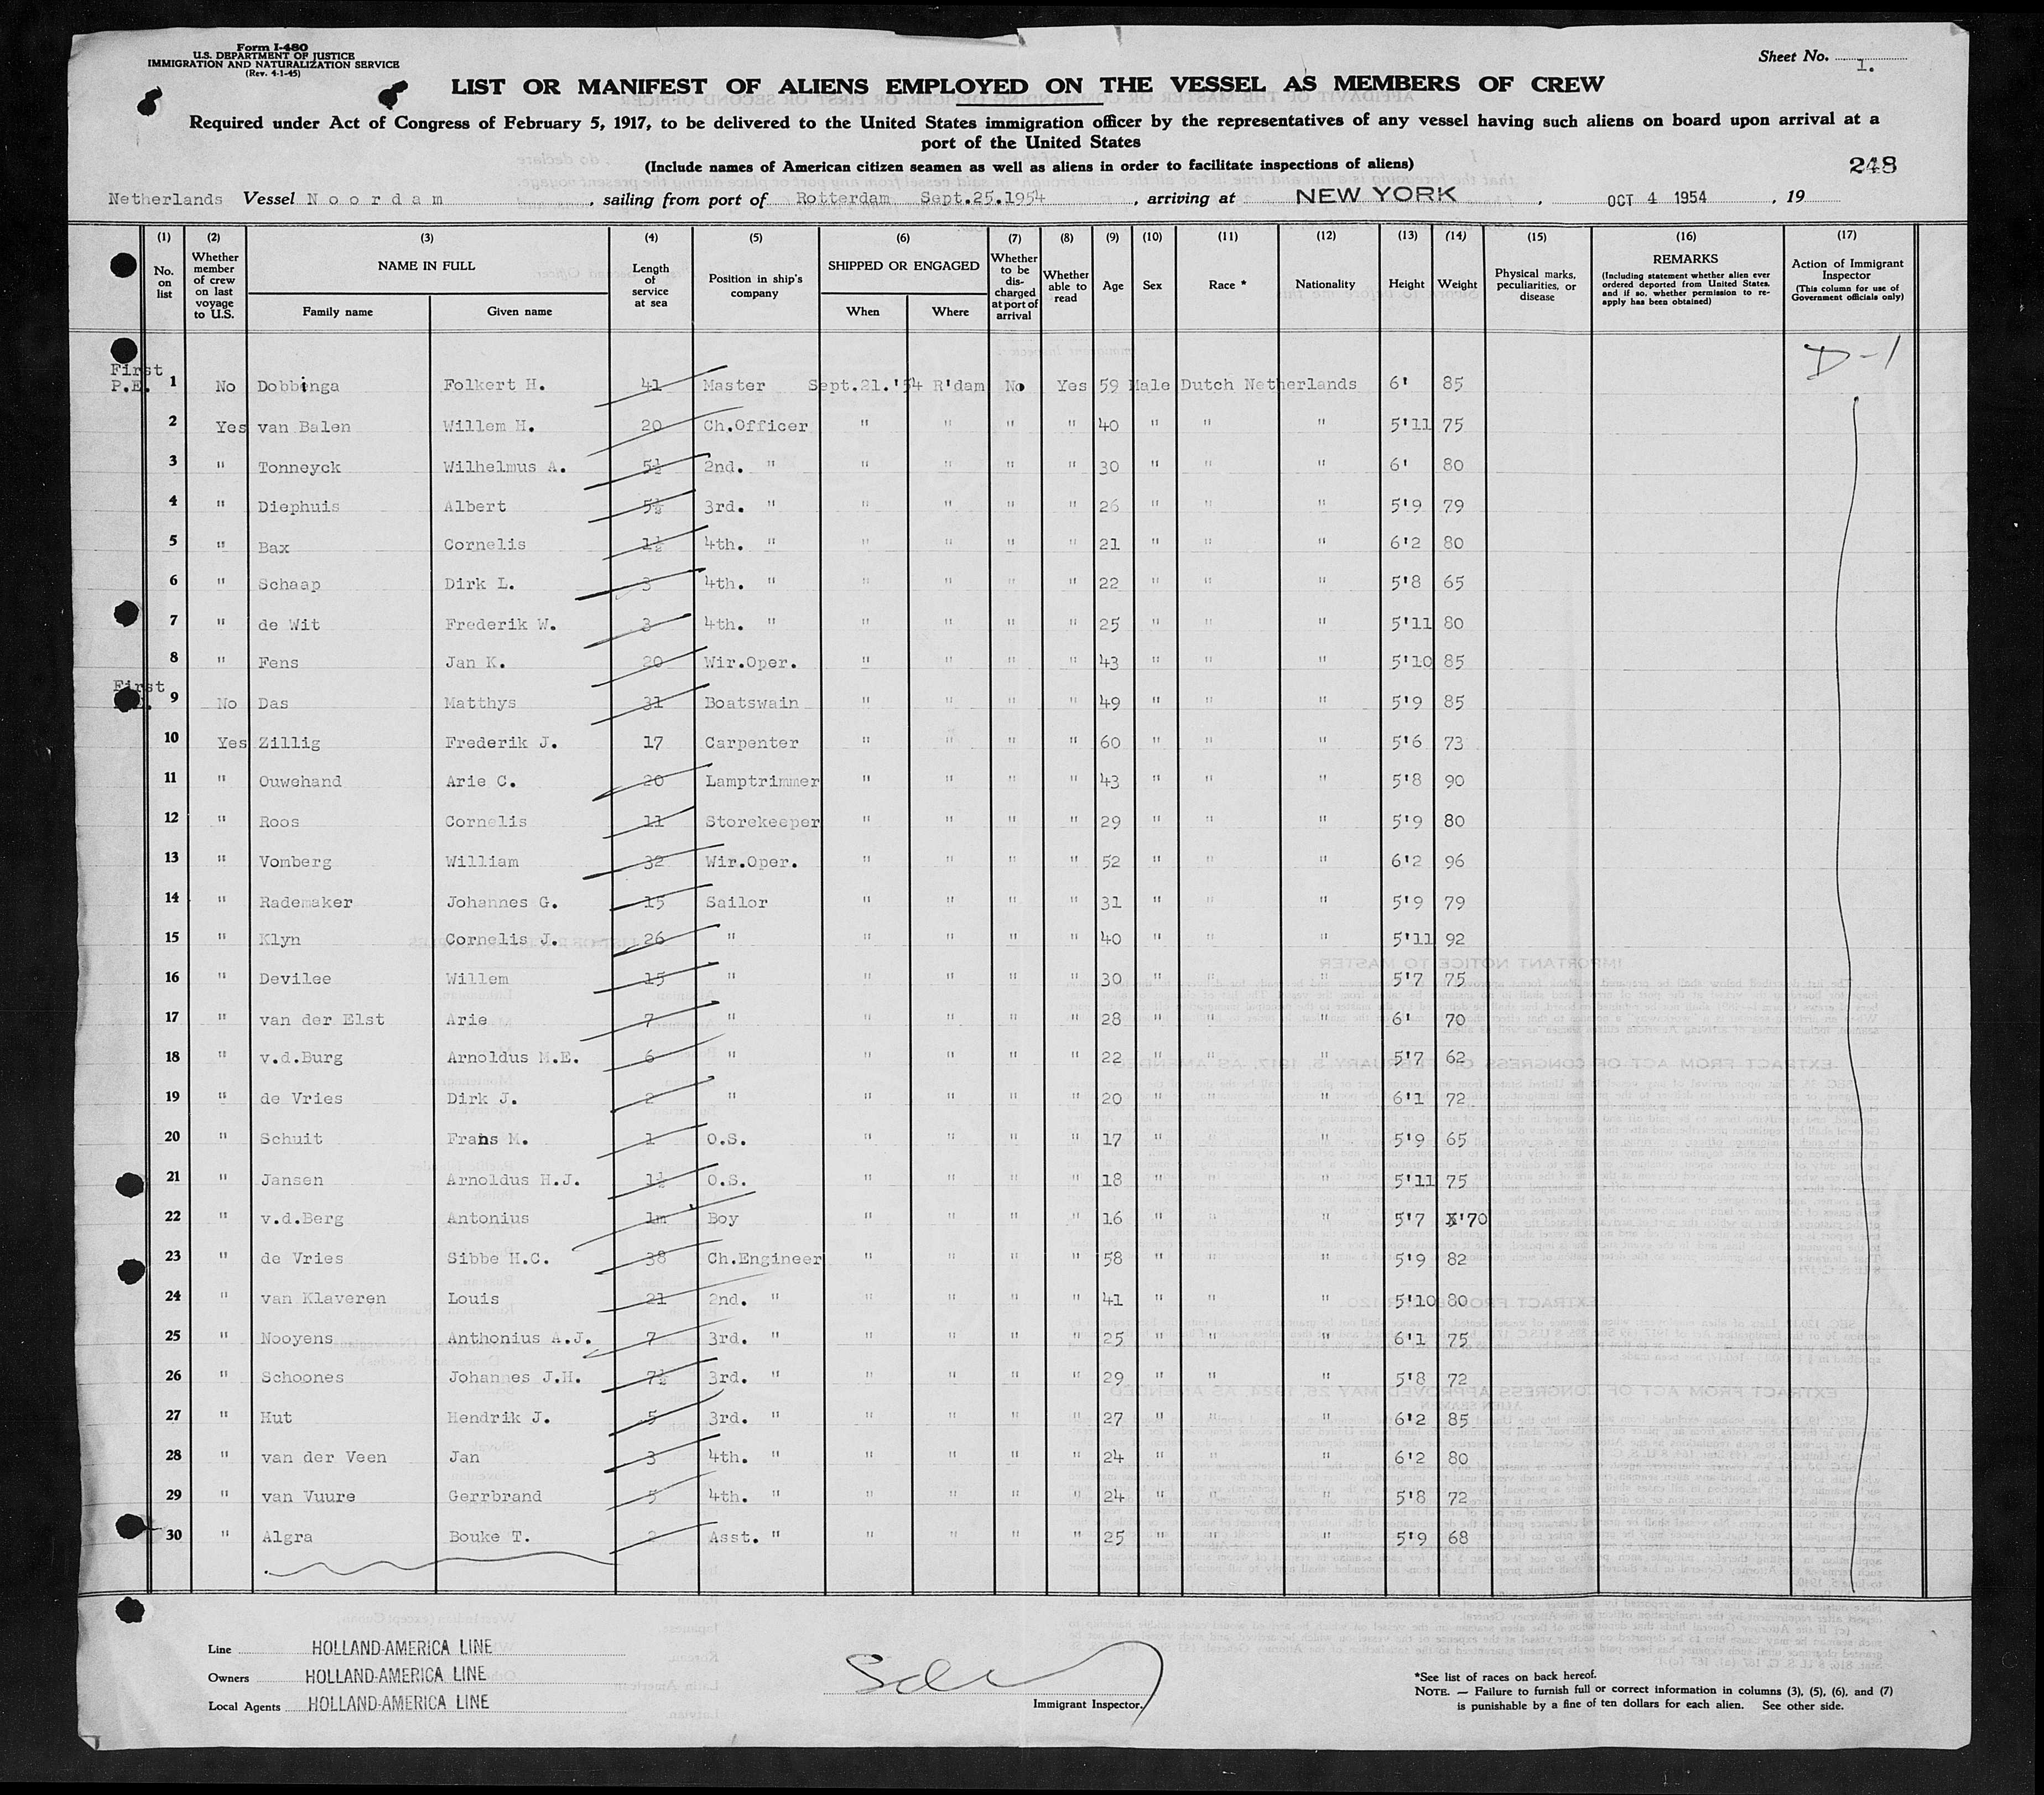 Form I-480
U.S. DEPARTMENT OF JUSTICE
IMMIGRATION AND NATURALIZATION SERVICE
(Rev. 4-1-45)
Sheet No. 1.
LIST OR MANIFEST OF ALIENS EMPLOYED ON THE VESSEL AS MEMBERS OF CREW
Required under Act of Congress of February 5, 1917, to be delivered to the United States immigration officer by the representatives of any vessel having such aliens on board upon arrival at a
port of the United States
(Include names of American citizen seamen as well as aliens in order to facilitate inspections of aliens)
248
Netherlands Vessel Noordam, sailing from port of Rotterdam Sept.25.1954, arriving at NEW YORK, OCT 4 1954, 19
(1) No. on list
(2) Whether member of crew on last voyage to U.S.
(3) NAME IN FULL Family name Given name
(4) Length of service at sea
(5) Position in ship's company
(6) SHIPPED OR ENGAGED When Where
(7) Whether to be discharged at port of arrival
(8) Whether able to read
(9) Age
(10) Sex
(11) Race *
(12) Nationality
(13) Height
(14) Weight
(15) Physical marks, peculiarities, or disease
(16) REMARKS (Including statement whether alien ever ordered deported from United States, and if so, whether permission to reapply has been obtained)
(17) Action of Immigrant Inspector (This column for use of Government officials only)
D-1
First
P.E. 1 No Dobbinga Folkert H. 41 Master Sept.21.'54 R'dam No Yes 59 Male Dutch Netherlands 6' 85
2 Yes van Balen Willem H. 20 Ch.Officer " " " " 40 " " " 5'11 75
3 " Tonneyck Wilhelmus A. 5½ 2nd. " " " " " 30 " " " 6' 80
4 " Diephuis Albert 5½ 3rd. " " " " " 26 " " " 5'9 79
5 " Bax Cornelis 1½ 4th. " " " " " 21 " " " 6'2 80
6 " Schaap Dirk L. 3 4th. " " " " " 22 " " " 5'8 65
7 " de Wit Frederik W. 3 4th. " " " " " 25 " " " 5'11 80
8 " Fens Jan K. 20 Wir.Oper. " " " " 43 " " " 5'10 85
First
9 No Das Matthys 31 Boatswain " " " " 49 " " " 5'9 85
10 Yes Zillig Frederik J. 17 Carpenter " " " " 60 " " " 5'6 73
11 " Ouwehand Arie C. 20 Lamptrimmer " " " " 43 " " " 5'8 90
12 " Roos Cornelis 11 Storekeeper " " " " 29 " " " 5'9 80
13 " Vomberg William 32 Wir.Oper. " " " " 52 " " " 6'2 96
14 " Rademaker Johannes G. 15 Sailor " " " " 31 " " " 5'9 79
15 " Klyn Cornelis J. 26 " " " " " 40 " " " 5'11 92
16 " Devilee Willem 15 " " " " " 30 " " " 5'7 75
17 " van der Elst Arie 7 " " " " " 28 " " " 6' 70
18 " v.d.Burg Arnoldus M.E. 6 " " " " " 22 " " " 5'7 62
19 " de Vries Dirk J. 2 " " " " " 20 " " " 6'1 72
20 " Schuit Frans M. 1 O.S. " " " " 17 " " " 5'9 65
21 " Jansen Arnoldus H.J. 1½ O.S. " " " " 18 " " " 5'11 75
22 " v.d.Berg Antonius 1m Boy " " " " 16 " " " 5'7 70
23 " de Vries Sibbe H.C. 38 Ch.Engineer " " " " 58 " " " 5'9 82
24 " van Klaveren Louis 21 2nd. " " " " " 41 " " " 5'10 80
25 " Nooyens Anthonius A.J. 7 3rd. " " " " " 25 " " " 6'1 75
26 " Schoones Johannes J.H. 7½ 3rd. " " " " " 29 " " " 5'8 72
27 " Hut Hendrik J. 5 3rd. " " " " " 27 " " " 6'2 85
28 " van der Veen Jan 3 4th. " " " " " 24 " " " 6'2 80
29 " van Vuure Gerrbrand 5 4th. " " " " " 24 " " " 5'8 72
30 " Algra Bouke T. 2 Asst. " " " " " 25 " " " 5'9 68
Line HOLLAND-AMERICA LINE
Owners HOLLAND-AMERICA LINE
Local Agents HOLLAND-AMERICA LINE
Immigrant Inspector.
*See list of races on back hereof.
NOTE. — Failure to furnish full or correct information in columns (3), (5), (6), and (7)
is punishable by a fine of ten dollars for each alien. See other side.